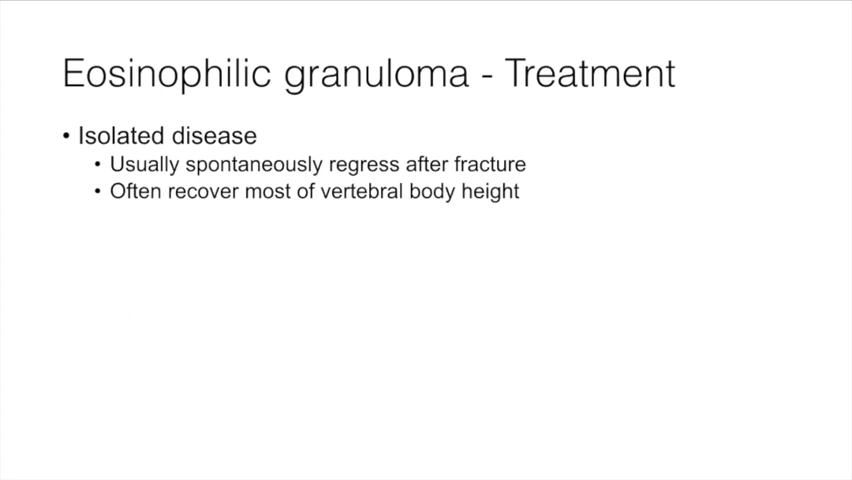 Eosinophilic granuloma - Treatment
• Isolated disease
• Usually spontaneously regress after fracture
• Often recover most of vertebral body height